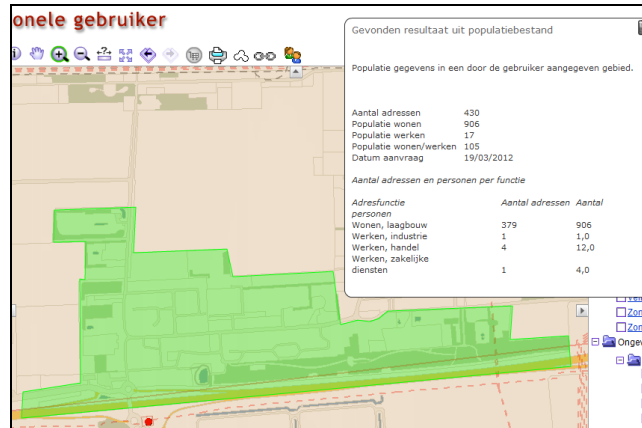 onele gebruiker
Gevonden resultaat uit populatiebestand
Populatie gegevens in een door de gebruiker aangegeven gebied.
Aantal adressen 430
Populatie wonen 906
Populatie werken 17
Populatie wonen/werken 105
Datum aanvraag 19/03/2012
Aantal adressen en personen per functie
Adresfunctie Aantal adressen Aantal
personen
Wonen, laagbouw 379 906
Werken, industrie 1 1,0
Werken, handel 4 12,0
Werken, zakelijke
diensten 1 4,0
Zon
Zon
Ongev